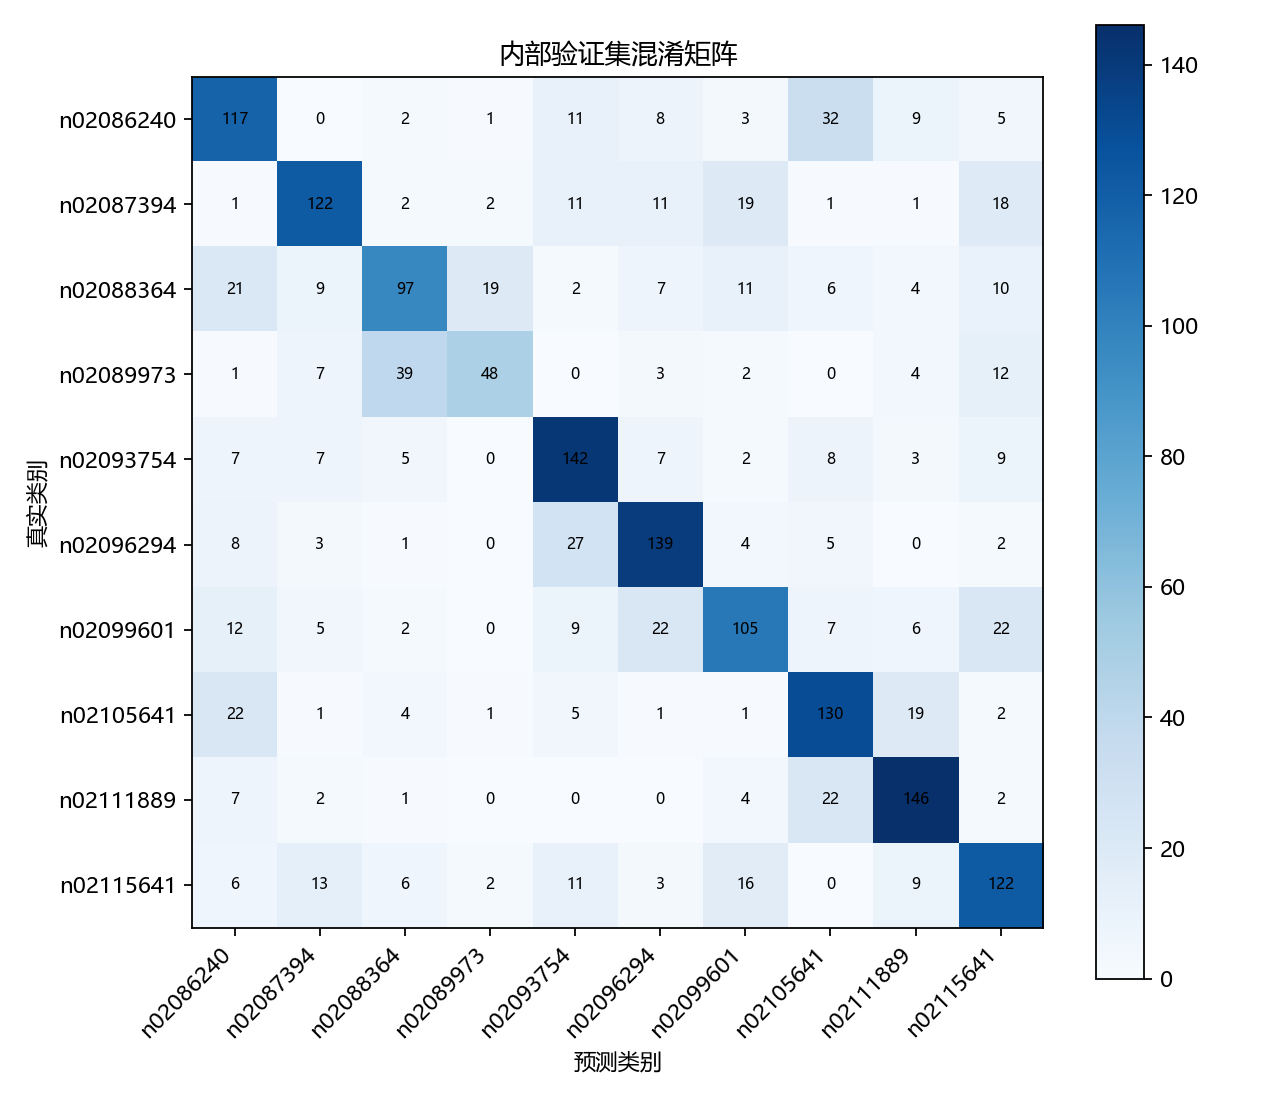 内部验证集混淆矩阵
n02086240 117 0 2 1 11 8 3 32 9 5
n02087394 1 122 2 2 11 11 19 1 1 18
n02088364 21 9 97 19 2 7 11 6 4 10
n02089973 1 7 39 48 0 3 2 0 4 12
n02093754 7 7 5 0 142 7 2 8 3 9
n02096294 8 3 1 0 27 139 4 5 0 2
n02099601 12 5 2 0 9 22 105 7 6 22
n02105641 22 1 4 1 5 1 1 130 19 2
n02111889 7 2 1 0 0 0 4 22 146 2
n02115641 6 13 6 2 11 3 16 0 9 122
真实类别
n02086240 n02087394 n02088364 n02089973 n02093754 n02096294 n02099601 n02105641 n02111889 n02115641
预测类别
140
120
100
80
60
40
20
0